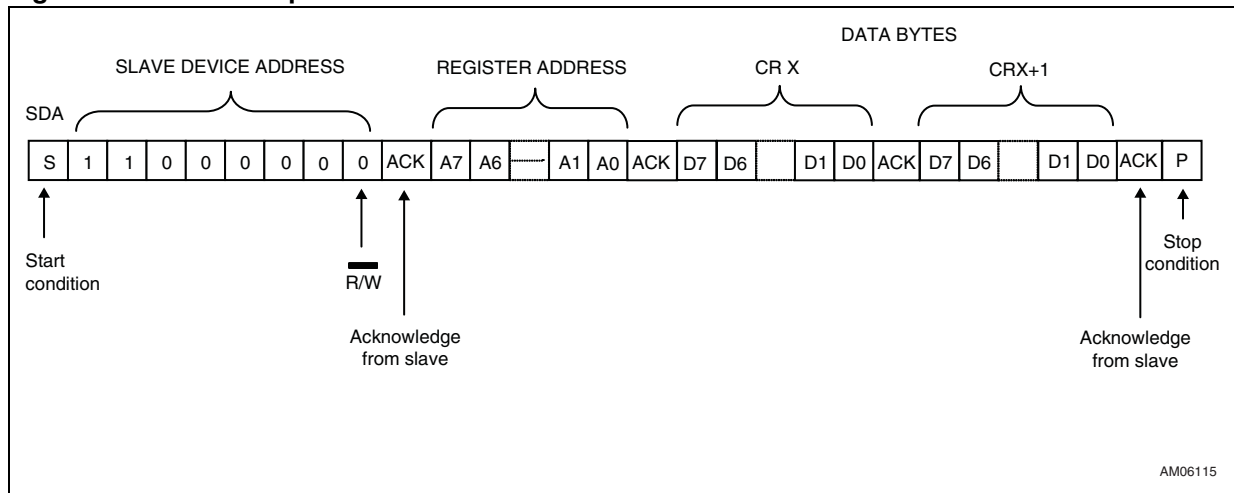 DATA BYTES
SLAVE DEVICE ADDRESS REGISTER ADDRESS CR X CRX+1
SDA
S 1 1 0 0 0 0 0 0 ACK A7 A6 A1 A0 ACK D7 D6 D1 D0 ACK D7 D6 D1 D0 ACK P
Start
condition
R/W
Acknowledge
from slave
Stop
condition
Acknowledge
from slave
AM06115